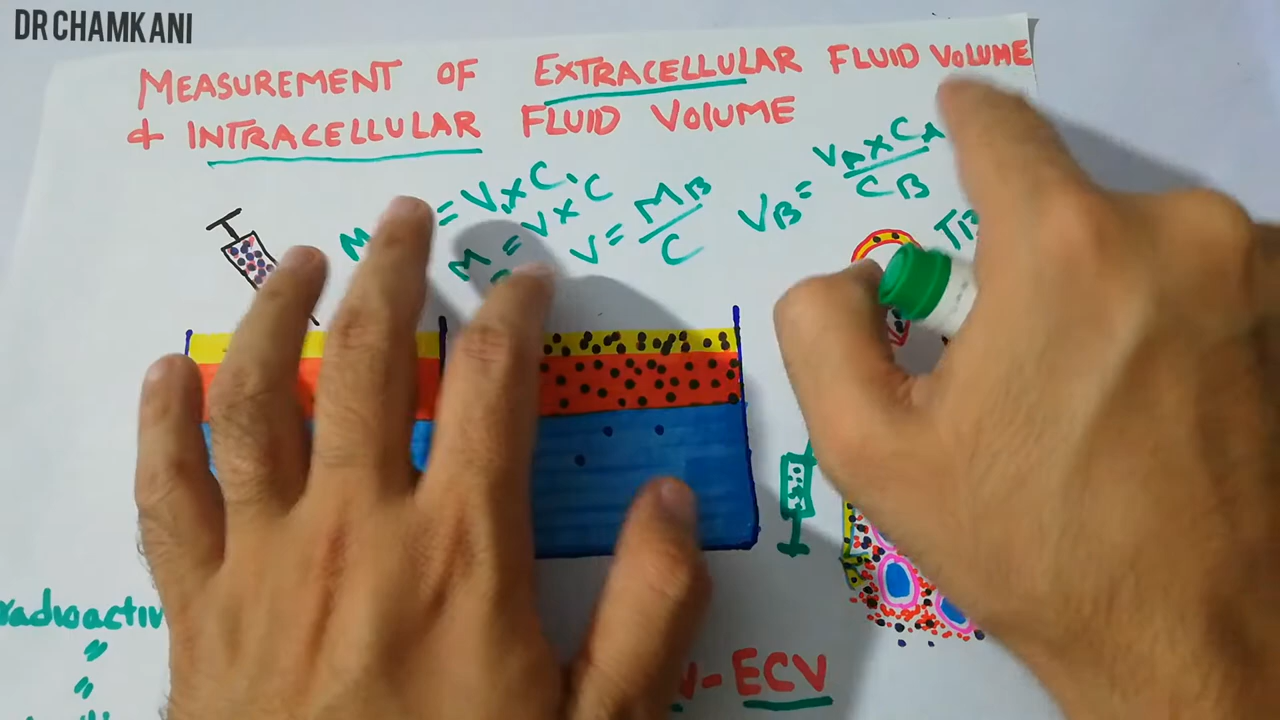 DR CHAMKANI
MEASUREMENT OF EXTRACELLULAR FLUID VOLUME
+ INTRACELLULAR FLUID VOLUME
M = V × C
M = V × C
V = MB / C
VB = VA × CA / CB
radioactiv
"
"
- ECV